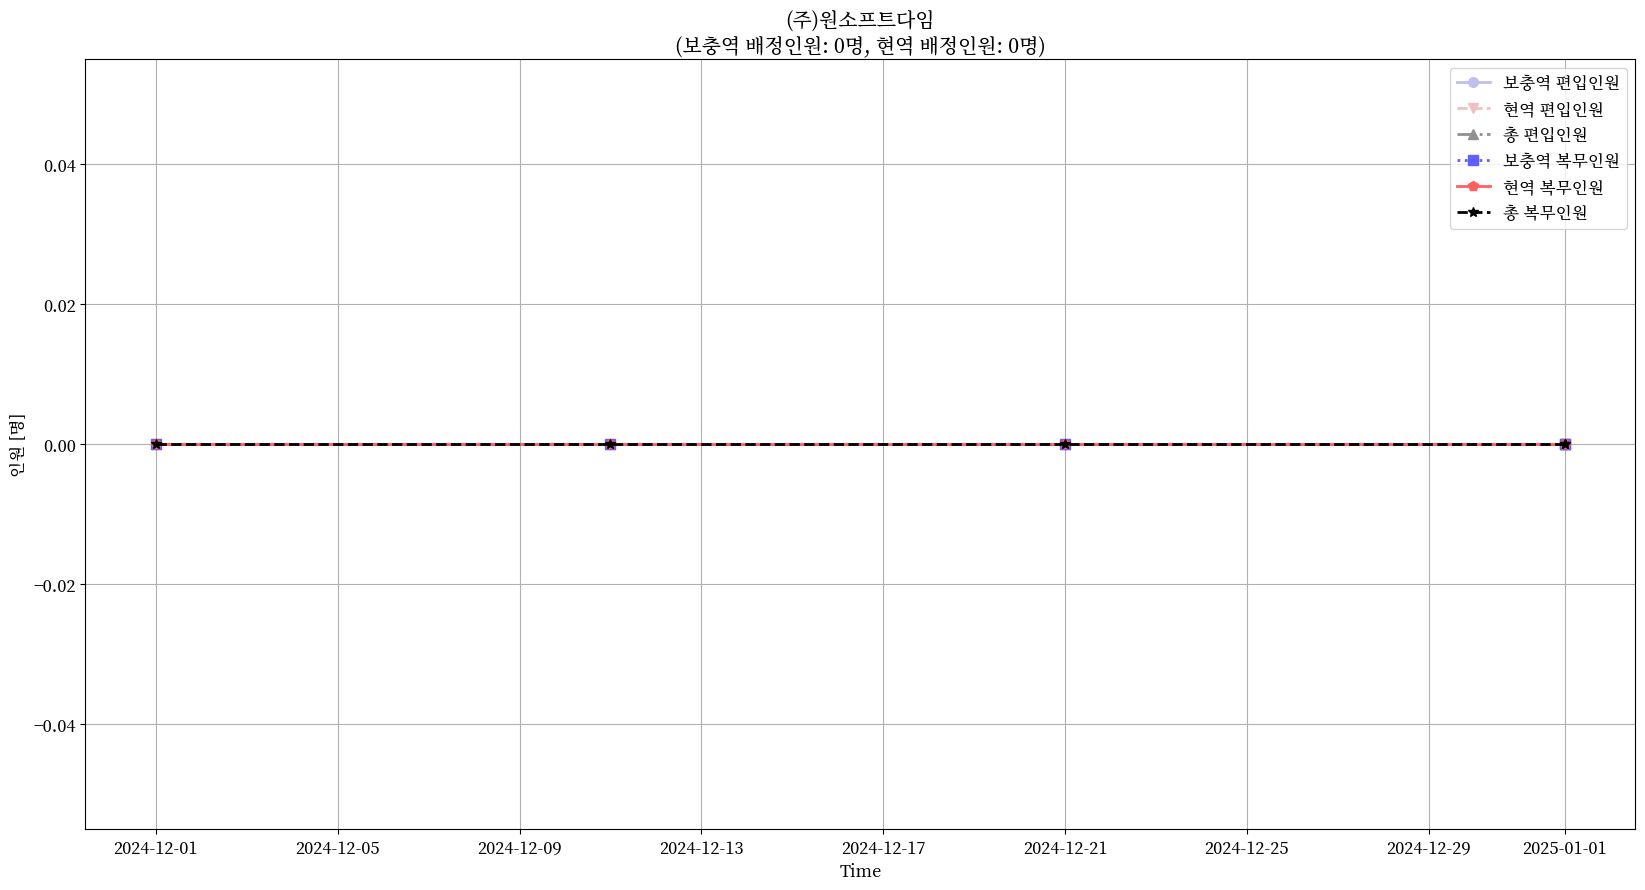 (주)원소프트다임
(보충역 배정인원: 0명, 현역 배정인원: 0명)
보충역 편입인원
현역 편입인원
총 편입인원
보충역 복무인원
현역 복무인원
총 복무인원
0.04
0.02
0.00
−0.02
−0.04
인원 [명]
2024-12-01 2024-12-05 2024-12-09 2024-12-13 2024-12-17 2024-12-21 2024-12-25 2024-12-29 2025-01-01
Time